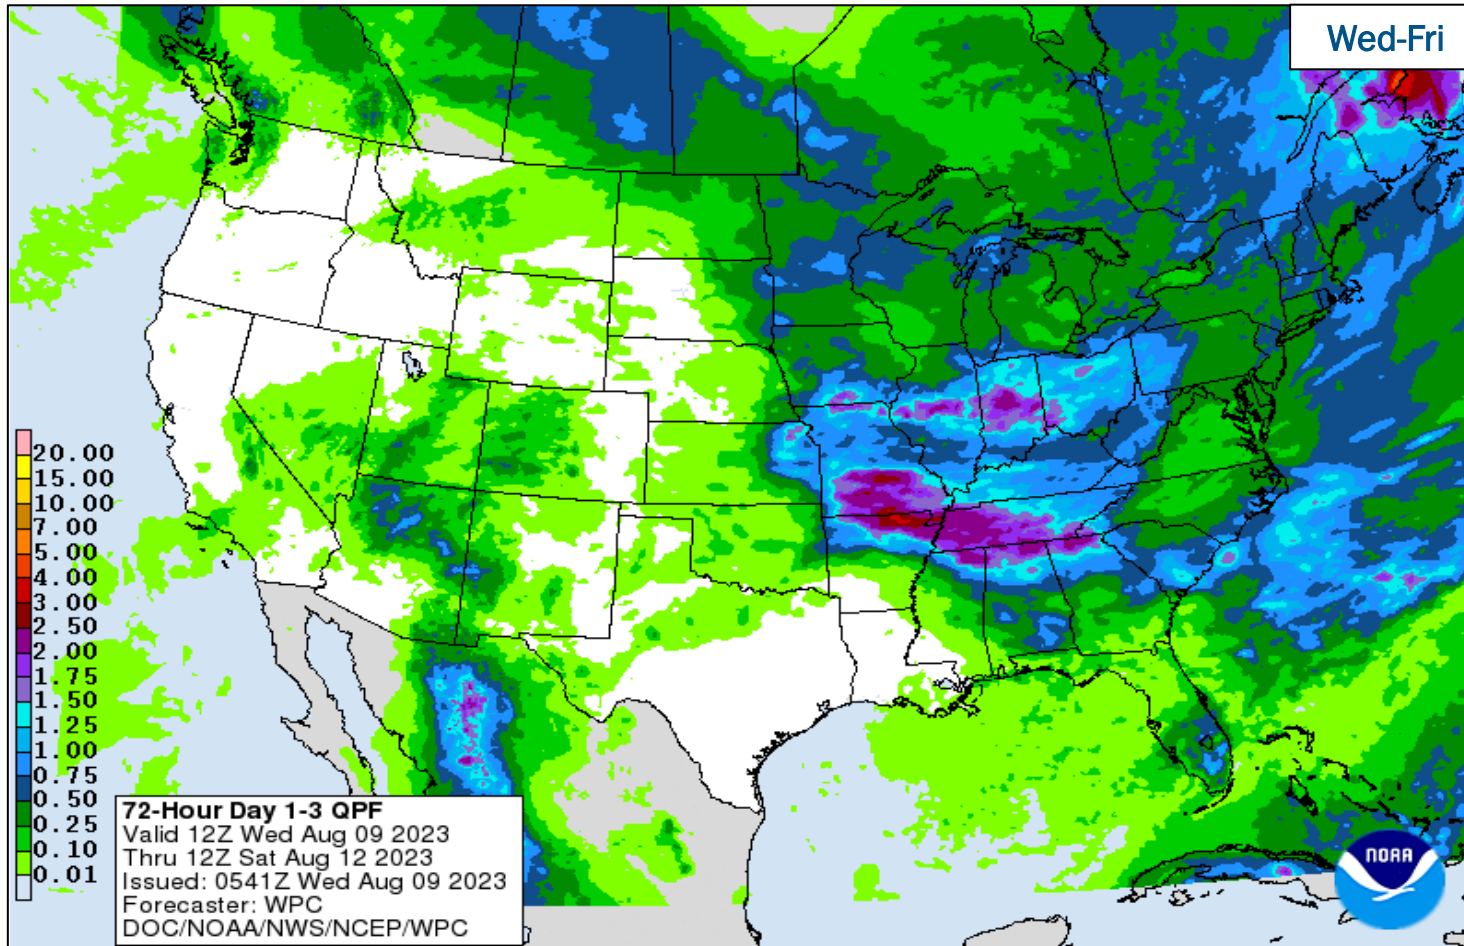 Wed-Fri
20.00
15.00
10.00
7.00
5.00
4.00
3.00
2.50
2.00
1.75
1.50
1.25
1.00
0.75
0.50
0.25
0.10
0.01
72-Hour Day 1-3 QPF
Valid 12Z Wed Aug 09 2023
Thru 12Z Sat Aug 12 2023
Issued: 0541Z Wed Aug 09 2023
Forecaster: WPC
DOC/NOAA/NWS/NCEP/WPC
NOAA